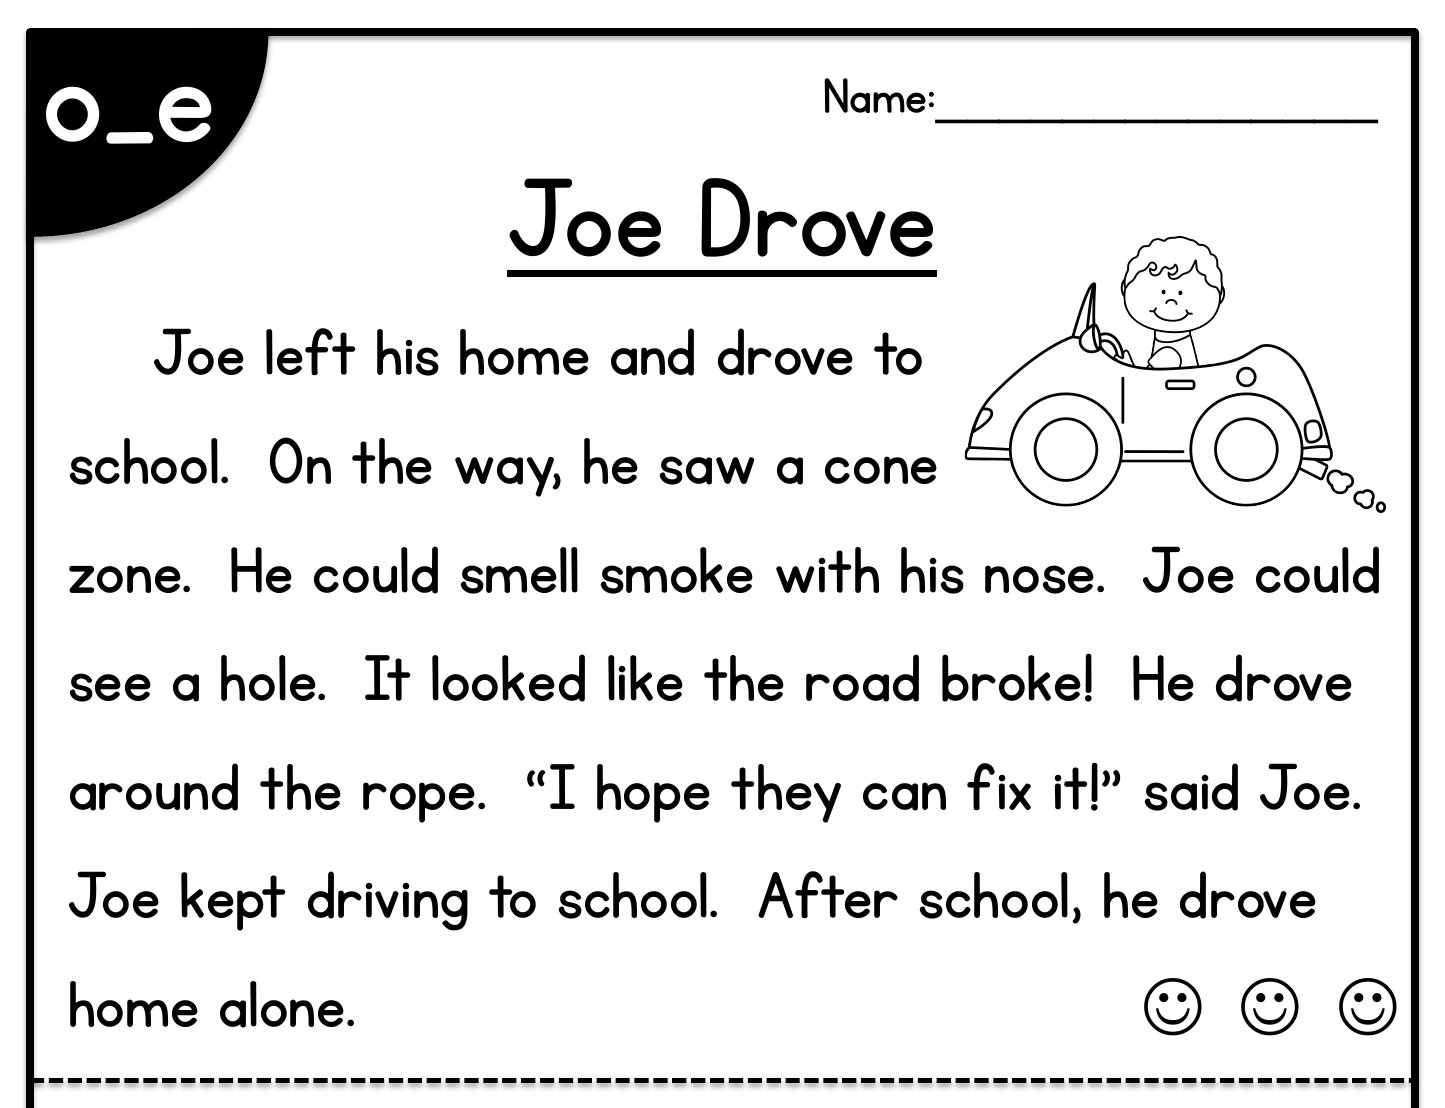 o_e
Name:
Joe Drove
Joe left his home and drove to
school. On the way, he saw a cone
zone. He could smell smoke with his nose. Joe could
see a hole. It looked like the road broke! He drove
around the rope. “I hope they can fix it!” said Joe.
Joe kept driving to school. After school, he drove
home alone.